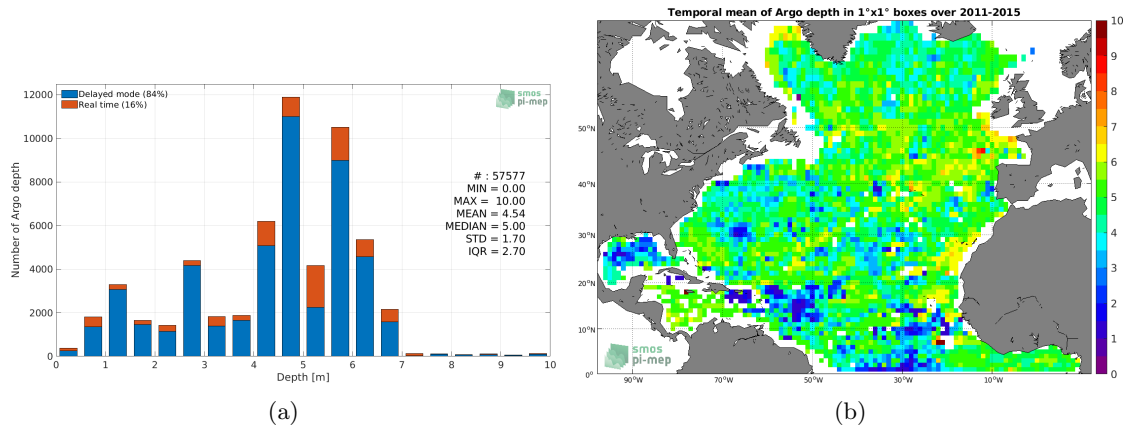 Delayed mode (84%)
Real time (16%)
smos
pi-mep
Number of Argo depth
12000
10000
8000
6000
4000
2000
0
# : 57577
MIN = 0.00
MAX = 10.00
MEAN = 4.54
MEDIAN = 5.00
STD = 1.70
IQR = 2.70
0 1 2 3 4 5 6 7 8 9 10
Depth [m]
(a)
Temporal mean of Argo depth in 1°x1° boxes over 2011-2015
50°N
40°N
30°N
20°N
10°N
0°
90°W 70°W 50°W 30°W 10°W
smos
pi-mep
10
9
8
7
6
5
4
3
2
1
0
(b)